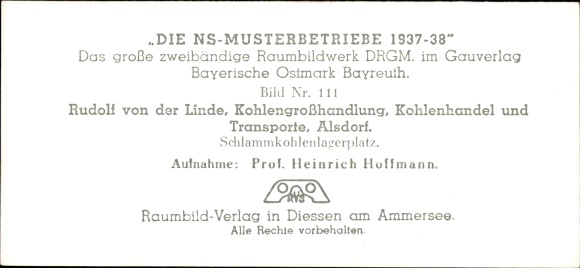 „DIE NS-MUSTERBETRIEBE 1937-38"
Das große zweibändige Raumbildwerk DRGM. im Gauverlag
Bayerische Ostmark Bayreuth.
Bild Nr. 111
Rudolf von der Linde, Kohlengroßhandlung, Kohlenhandel und
Transporte, Alsdorf.
Schlammkohlenlagerplatz.
Aufnahme: Prof. Heinrich Hoffmann.
RVS
Raumbild-Verlag in Diessen am Ammersee.
Alle Rechte vorbehalten.